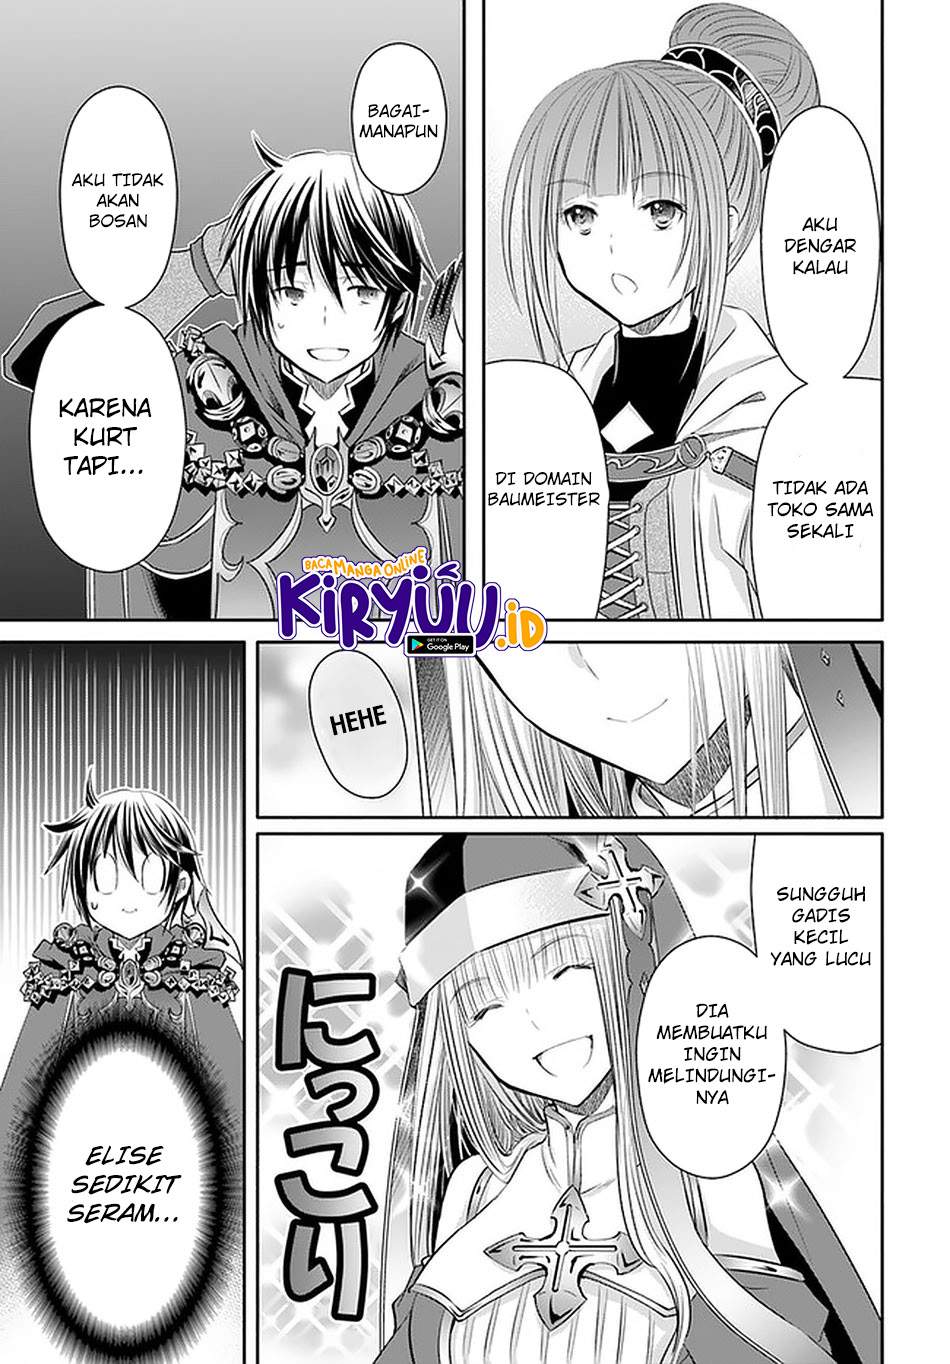 AKU
DENGAR
KALAU
TIDAK ADA
TOKO SAMA
SEKALI
DI DOMAIN
BAUMEISTER
BAGAI-
MANAPUN
AKU TIDAK
AKAN
BOSAN
KARENA
KURT
TAPI...
BACA MANGA ONLINE
KIRYUU.ID
GET IT ON
Google Play
HEHE
SUNGGUH
GADIS
KECIL
YANG LUCU
DIA
MEMBUATKU
INGIN
MELINDUNGI-
NYA
にっこり
ELISE
SEDIKIT
SERAM...